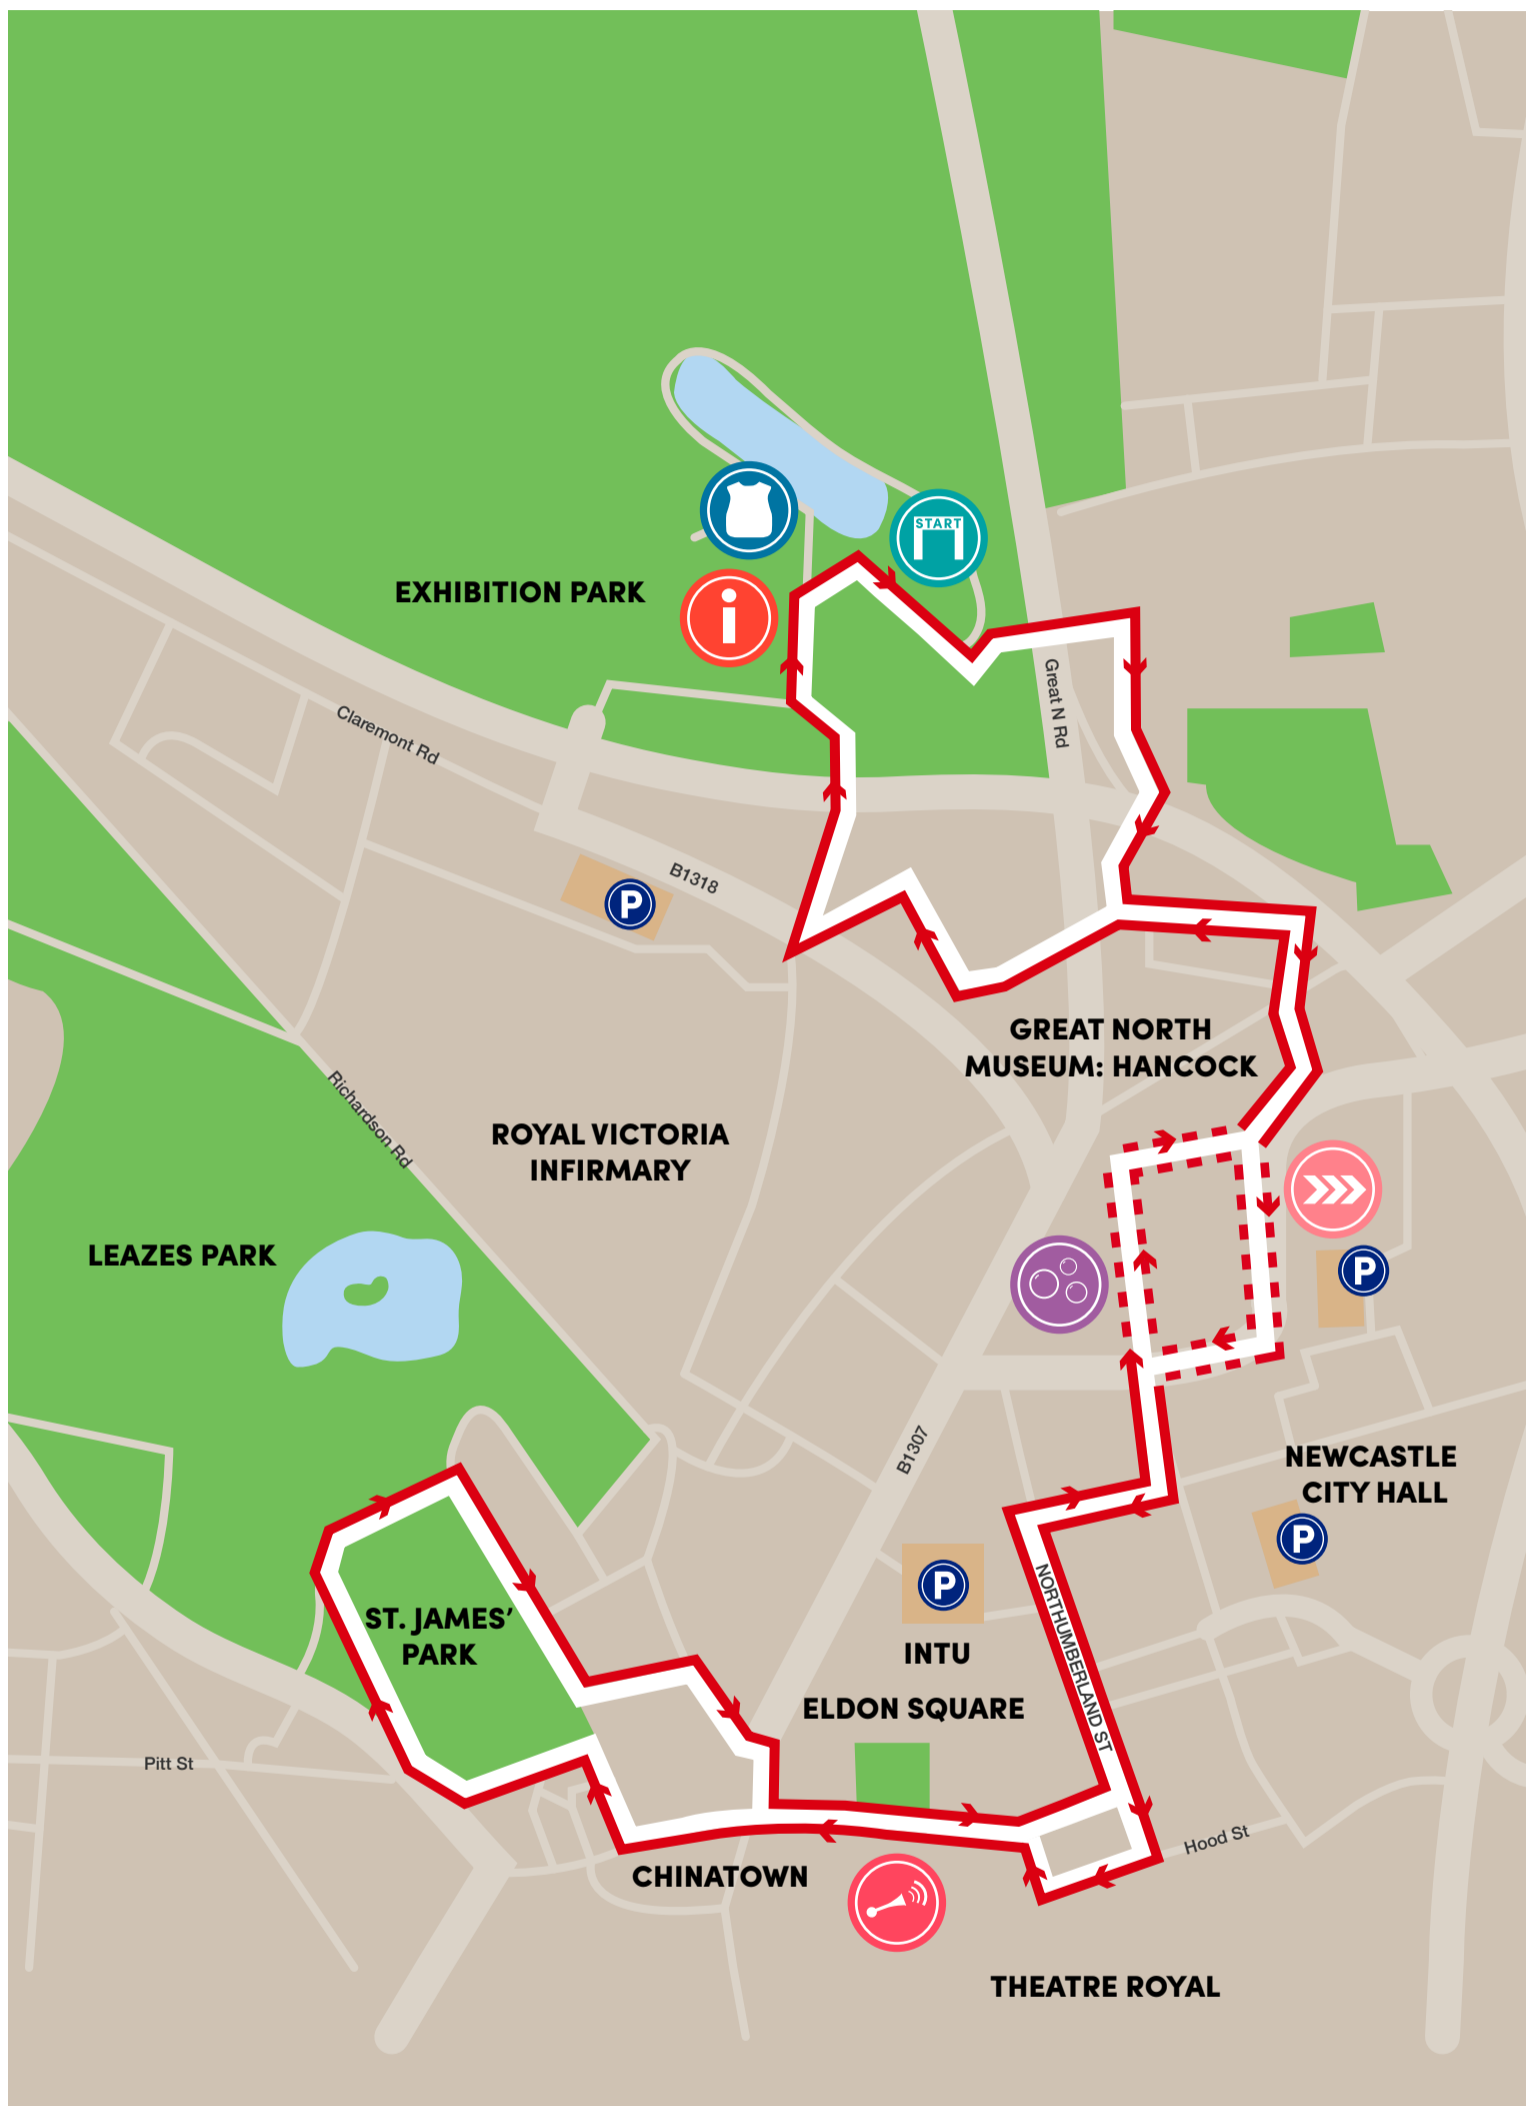 START
EXHIBITION PARK
i
Great N Rd
Claremont Rd
B1318
P
GREAT NORTH
MUSEUM: HANCOCK
Richardson Rd
ROYAL VICTORIA
INFIRMARY
LEAZES PARK
P
B1307
NEWCASTLE
CITY HALL
P
P
NORTHUMBERLAND ST
ST. JAMES’
PARK
INTU
ELDON SQUARE
Pitt St
Hood St
CHINATOWN
THEATRE ROYAL